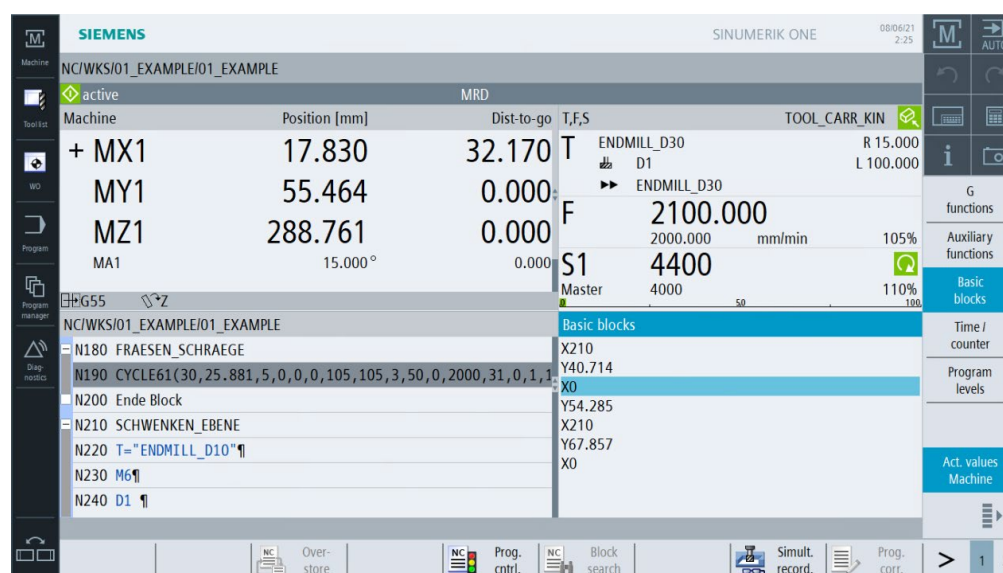 SIEMENS
SINUMERIK ONE
08/06/21
2:25
M
Machine
M
AUTO
NC/WKS/01_EXAMPLE/01_EXAMPLE
active
MRD
Tool list
Machine Position [mm] Dist-to-go
+ MX1 17.830 32.170
MY1 55.464 0.000
MZ1 288.761 0.000
MA1 15.000° 0.000
G55 Z
T,F,S TOOL_CARR_KIN
T ENDMILL_D30 R 15.000
D1 L 100.000
ENDMILL_D30
F 2100.000
2000.000 mm/min 105%
S1 4400
Master 4000 110%
0 50 100
WO
Program
Program
manager
Diag-
nostics
NC/WKS/01_EXAMPLE/01_EXAMPLE
N180 FRAESEN_SCHRAEGE
N190 CYCLE61(30,25.881,5,0,0,0,105,105,3,50,0,2000,31,0,1,1
N200 Ende Block
N210 SCHWENKEN_EBENE
N220 T="ENDMILL_D10"¶
N230 M6¶
N240 D1 ¶
Basic blocks
X210
Y40.714
X0
Y54.285
X210
Y67.857
X0
i
G
functions
Auxiliary
functions
Basic
blocks
Time /
counter
Program
levels
Act. values
Machine
NC Over-
store
NC Prog.
cntrl.
NC Block
search
Simult.
record.
Prog.
corr.
> 1